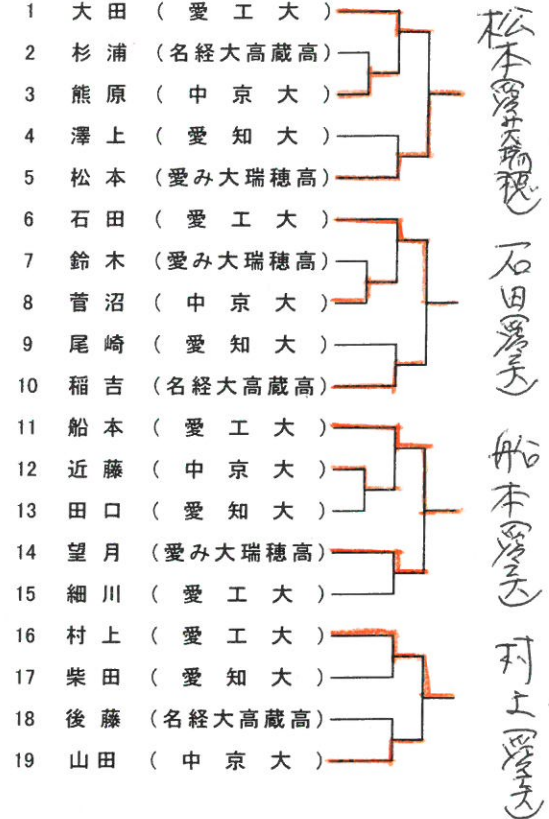 1 大田 (愛工大)
2 杉浦 (名経大高蔵高)
3 熊原 (中京大)
4 澤上 (愛知大)
5 松本 (愛み大瑞穂高)
6 石田 (愛工大)
7 鈴木 (愛み大瑞穂高)
8 菅沼 (中京大)
9 尾崎 (愛知大)
10 稲吉 (名経大高蔵高)
11 船本 (愛工大)
12 近藤 (中京大)
13 田口 (愛知大)
14 望月 (愛み大瑞穂高)
15 細川 (愛工大)
16 村上 (愛工大)
17 柴田 (愛知大)
18 後藤 (名経大高蔵高)
19 山田 (中京大)
松本(愛み大瑞穂)
石田(愛工大)
船本(愛工大)
村上(愛工大)